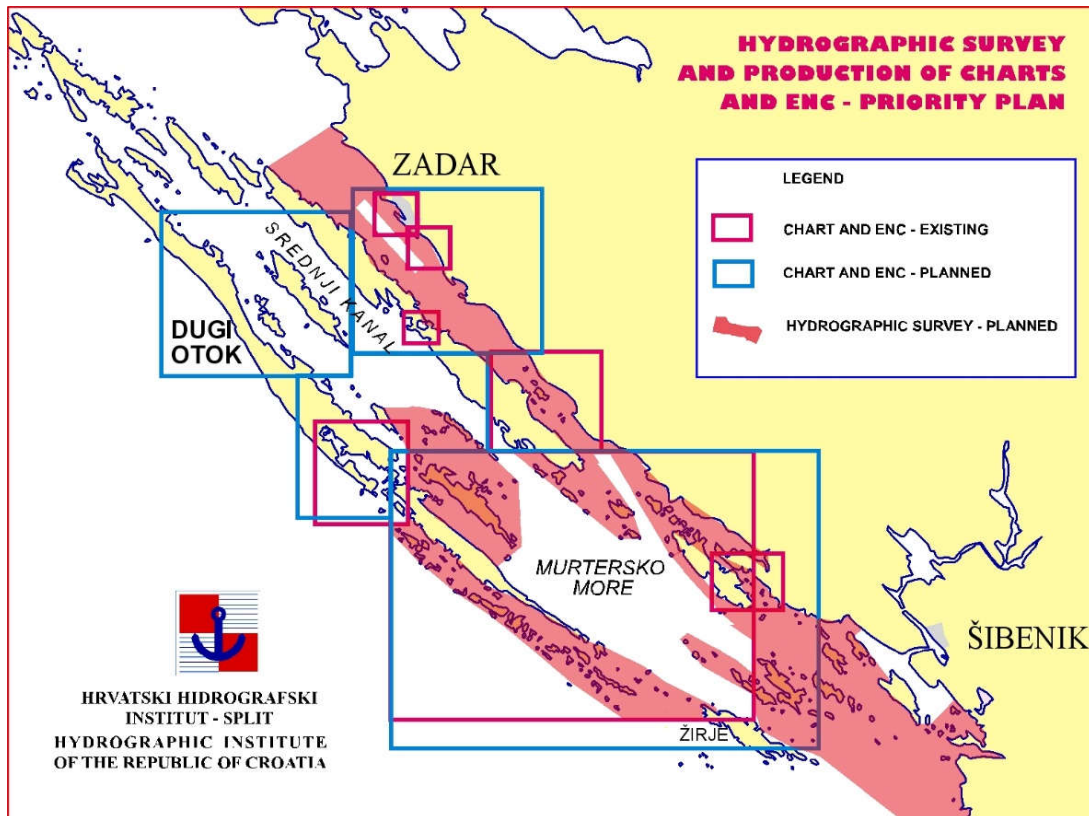 HYDROGRAPHIC SURVEY
AND PRODUCTION OF CHARTS
AND ENC - PRIORITY PLAN
LEGEND
CHART AND ENC - EXISTING
CHART AND ENC - PLANNED
HYDROGRAPHIC SURVEY - PLANNED
ZADAR
SREDNJI KANAL
DUGI
OTOK
MURTERSKO
MORE
ŠIBENIK
ŽIRJE
HRVATSKI HIDROGRAFSKI
INSTITUT - SPLIT
HYDROGRAPHIC INSTITUTE
OF THE REPUBLIC OF CROATIA